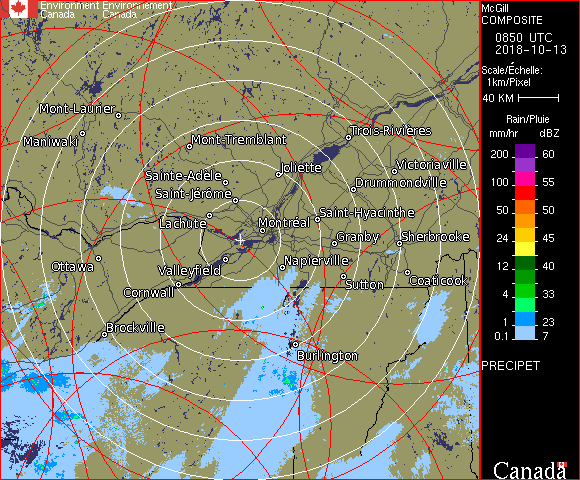 Environment Environnement
Canada Canada
McGill
COMPOSITE
0850 UTC
2018-10-13
Scale/Échelle:
1km/Pixel
40 KM
Rain/Pluie
mm/hr dBZ
200 60
100 55
50 50
24 45
12 40
4 33
1 23
0.1 7
PRECIPET
Canada
Mont-Laurier
Maniwaki
Mont-Tremblant
Trois-Rivières
Joliette
Victoriaville
Sainte-Adèle
Drummondville
Saint-Jérôme
Lachute
Saint-Hyacinthe
Montréal
Granby
Sherbrooke
Ottawa
Valleyfield
Napierville
Cornwall
Sutton
Coaticook
Brockville
Burlington